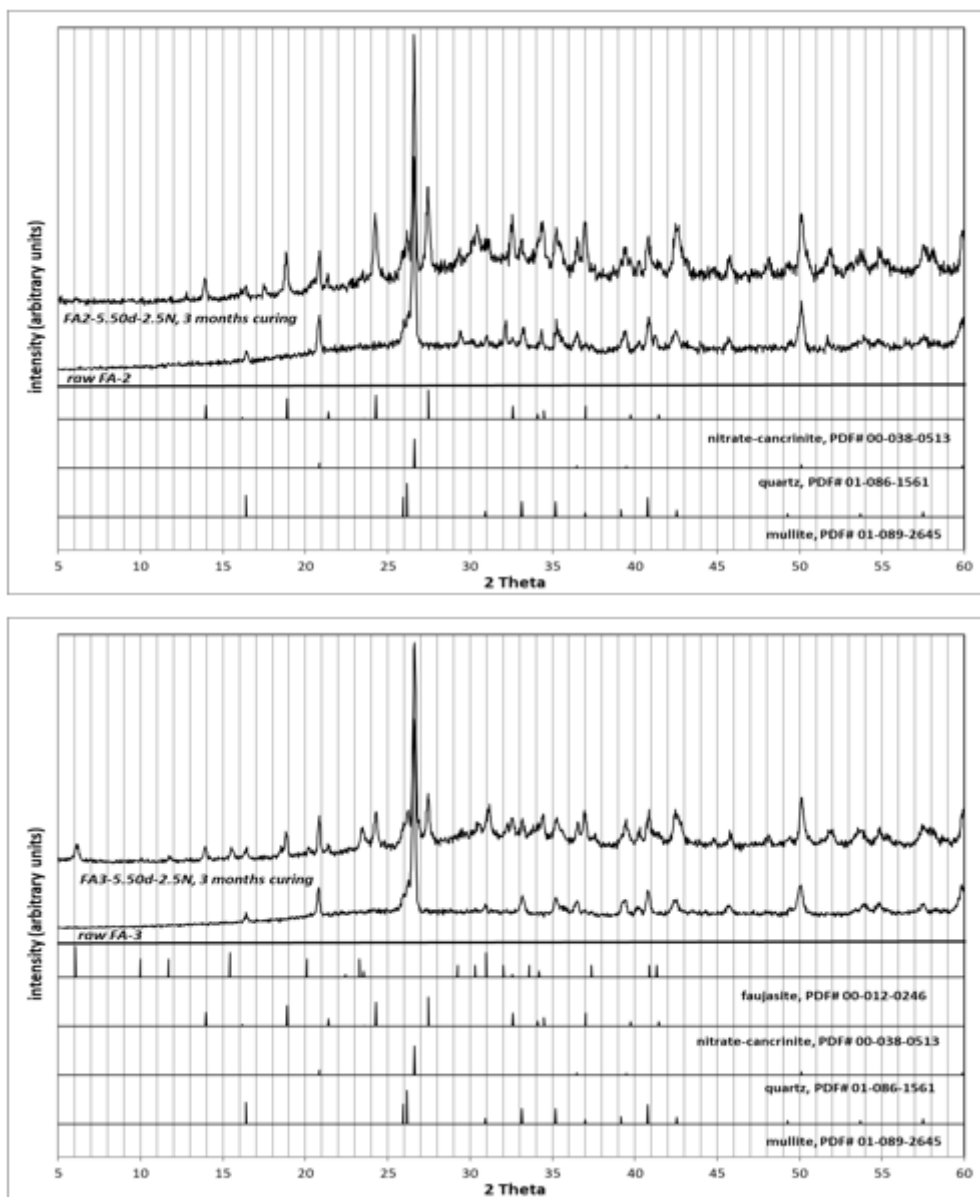 intensity (arbitrary units)
FA2-5.50d-2.5N, 3 months curing
raw FA-2
nitrate-cancrinite, PDF# 00-038-0513
quartz, PDF# 01-086-1561
mullite, PDF# 01-089-2645
5 10 15 20 25 30 35 40 45 50 55 60
2 Theta
intensity (arbitrary units)
FA3-5.50d-2.5N, 3 months curing
raw FA-3
faujasite, PDF# 00-012-0246
nitrate-cancrinite, PDF# 00-038-0513
quartz, PDF# 01-086-1561
mullite, PDF# 01-089-2645
5 10 15 20 25 30 35 40 45 50 55 60
2 Theta